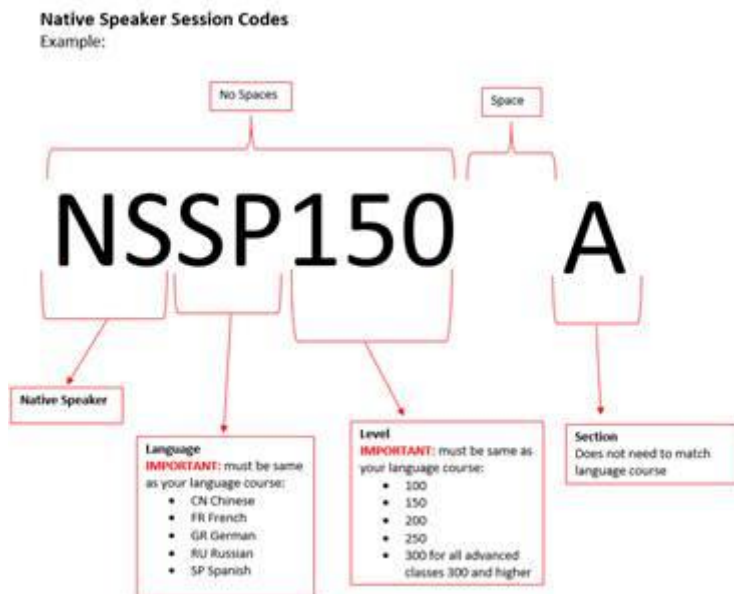 Native Speaker Session Codes
Example:
No Spaces
Space
NSSP150 A
Native Speaker
Language
IMPORTANT: must be same
as your language course:
• CN Chinese
• FR French
• GR German
• RU Russian
• SP Spanish
Level
IMPORTANT: must be same as
your language course:
• 100
• 150
• 200
• 250
• 300 for all advanced
classes 300 and higher
Section
Does not need to match
language course